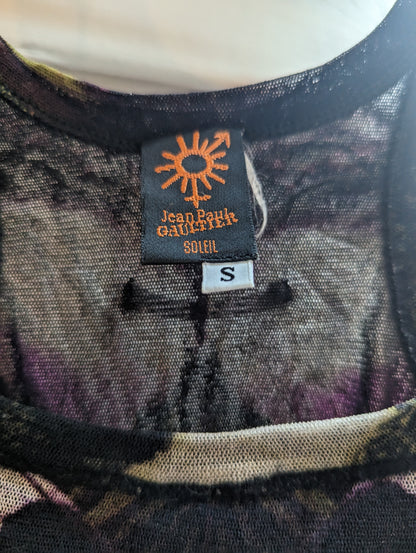 Jean Paul
GAULTIER
SOLEIL
S